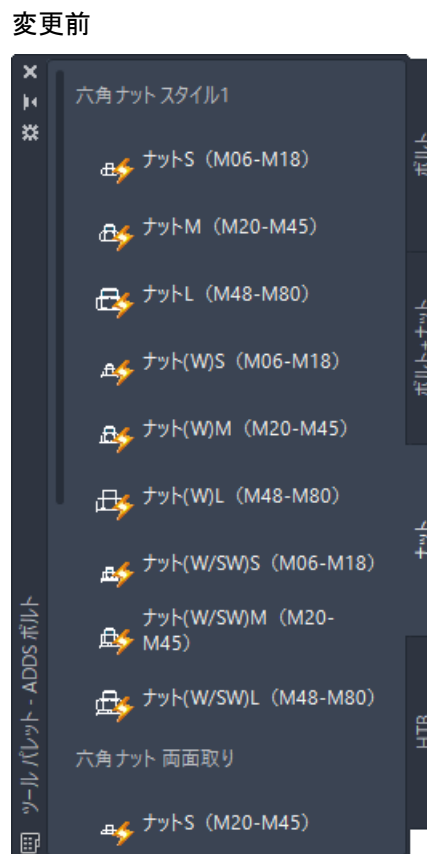 変更前
六角ナット スタイル1
ナットS（M06-M18）
ナットM（M20-M45）
ナットL（M48-M80）
ナット(W)S（M06-M18）
ナット(W)M（M20-M45）
ナット(W)L（M48-M80）
ナット(W/SW)S（M06-M18）
ナット(W/SW)M（M20-
M45）
ナット(W/SW)L（M48-M80）
六角ナット 両面取り
ナットS（M20-M45）
ツール パレット - ADDS ボルト
ボルト
ボルト+ナット
ナット
HTB